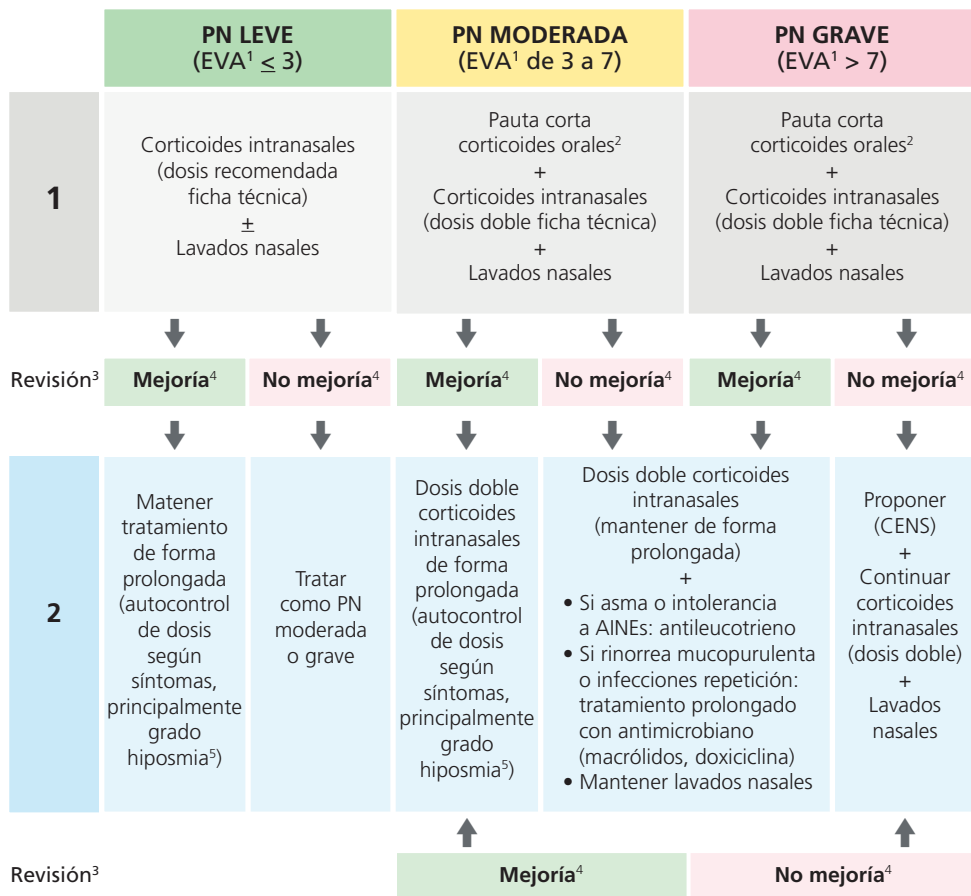 PN LEVE
(EVA¹ ≤ 3)
PN MODERADA
(EVA¹ de 3 a 7)
PN GRAVE
(EVA¹ > 7)
1
Corticoides intranasales
(dosis recomendada
ficha técnica)
±
Lavados nasales
Pauta corta
corticoides orales²
+
Corticoides intranasales
(dosis doble ficha técnica)
+
Lavados nasales
Pauta corta
corticoides orales²
+
Corticoides intranasales
(dosis doble ficha técnica)
+
Lavados nasales
Revisión³
Mejoría⁴
No mejoría⁴
Mejoría⁴
No mejoría⁴
Mejoría⁴
No mejoría⁴
2
Matener
tratamiento
de forma
prolongada
(autocontrol
de dosis
según
síntomas,
principalmente
grado
hiposmia⁵)
Tratar
como PN
moderada
o grave
Dosis doble
corticoides
intranasales
de forma
prolongada
(autocontrol
de dosis
según
síntomas,
principalmente
grado
hiposmia⁵)
Dosis doble corticoides
intranasales
(mantener de forma
prolongada)
+
• Si asma o intolerancia
a AINEs: antileucotrieno
• Si rinorrea mucopurulenta
o infecciones repetición:
tratamiento prolongado
con antimicrobiano
(macrólidos, doxiciclina)
• Mantener lavados nasales
Proponer
(CENS)
+
Continuar
corticoides
intranasales
(dosis doble)
+
Lavados
nasales
Revisión³
Mejoría⁴
No mejoría⁴